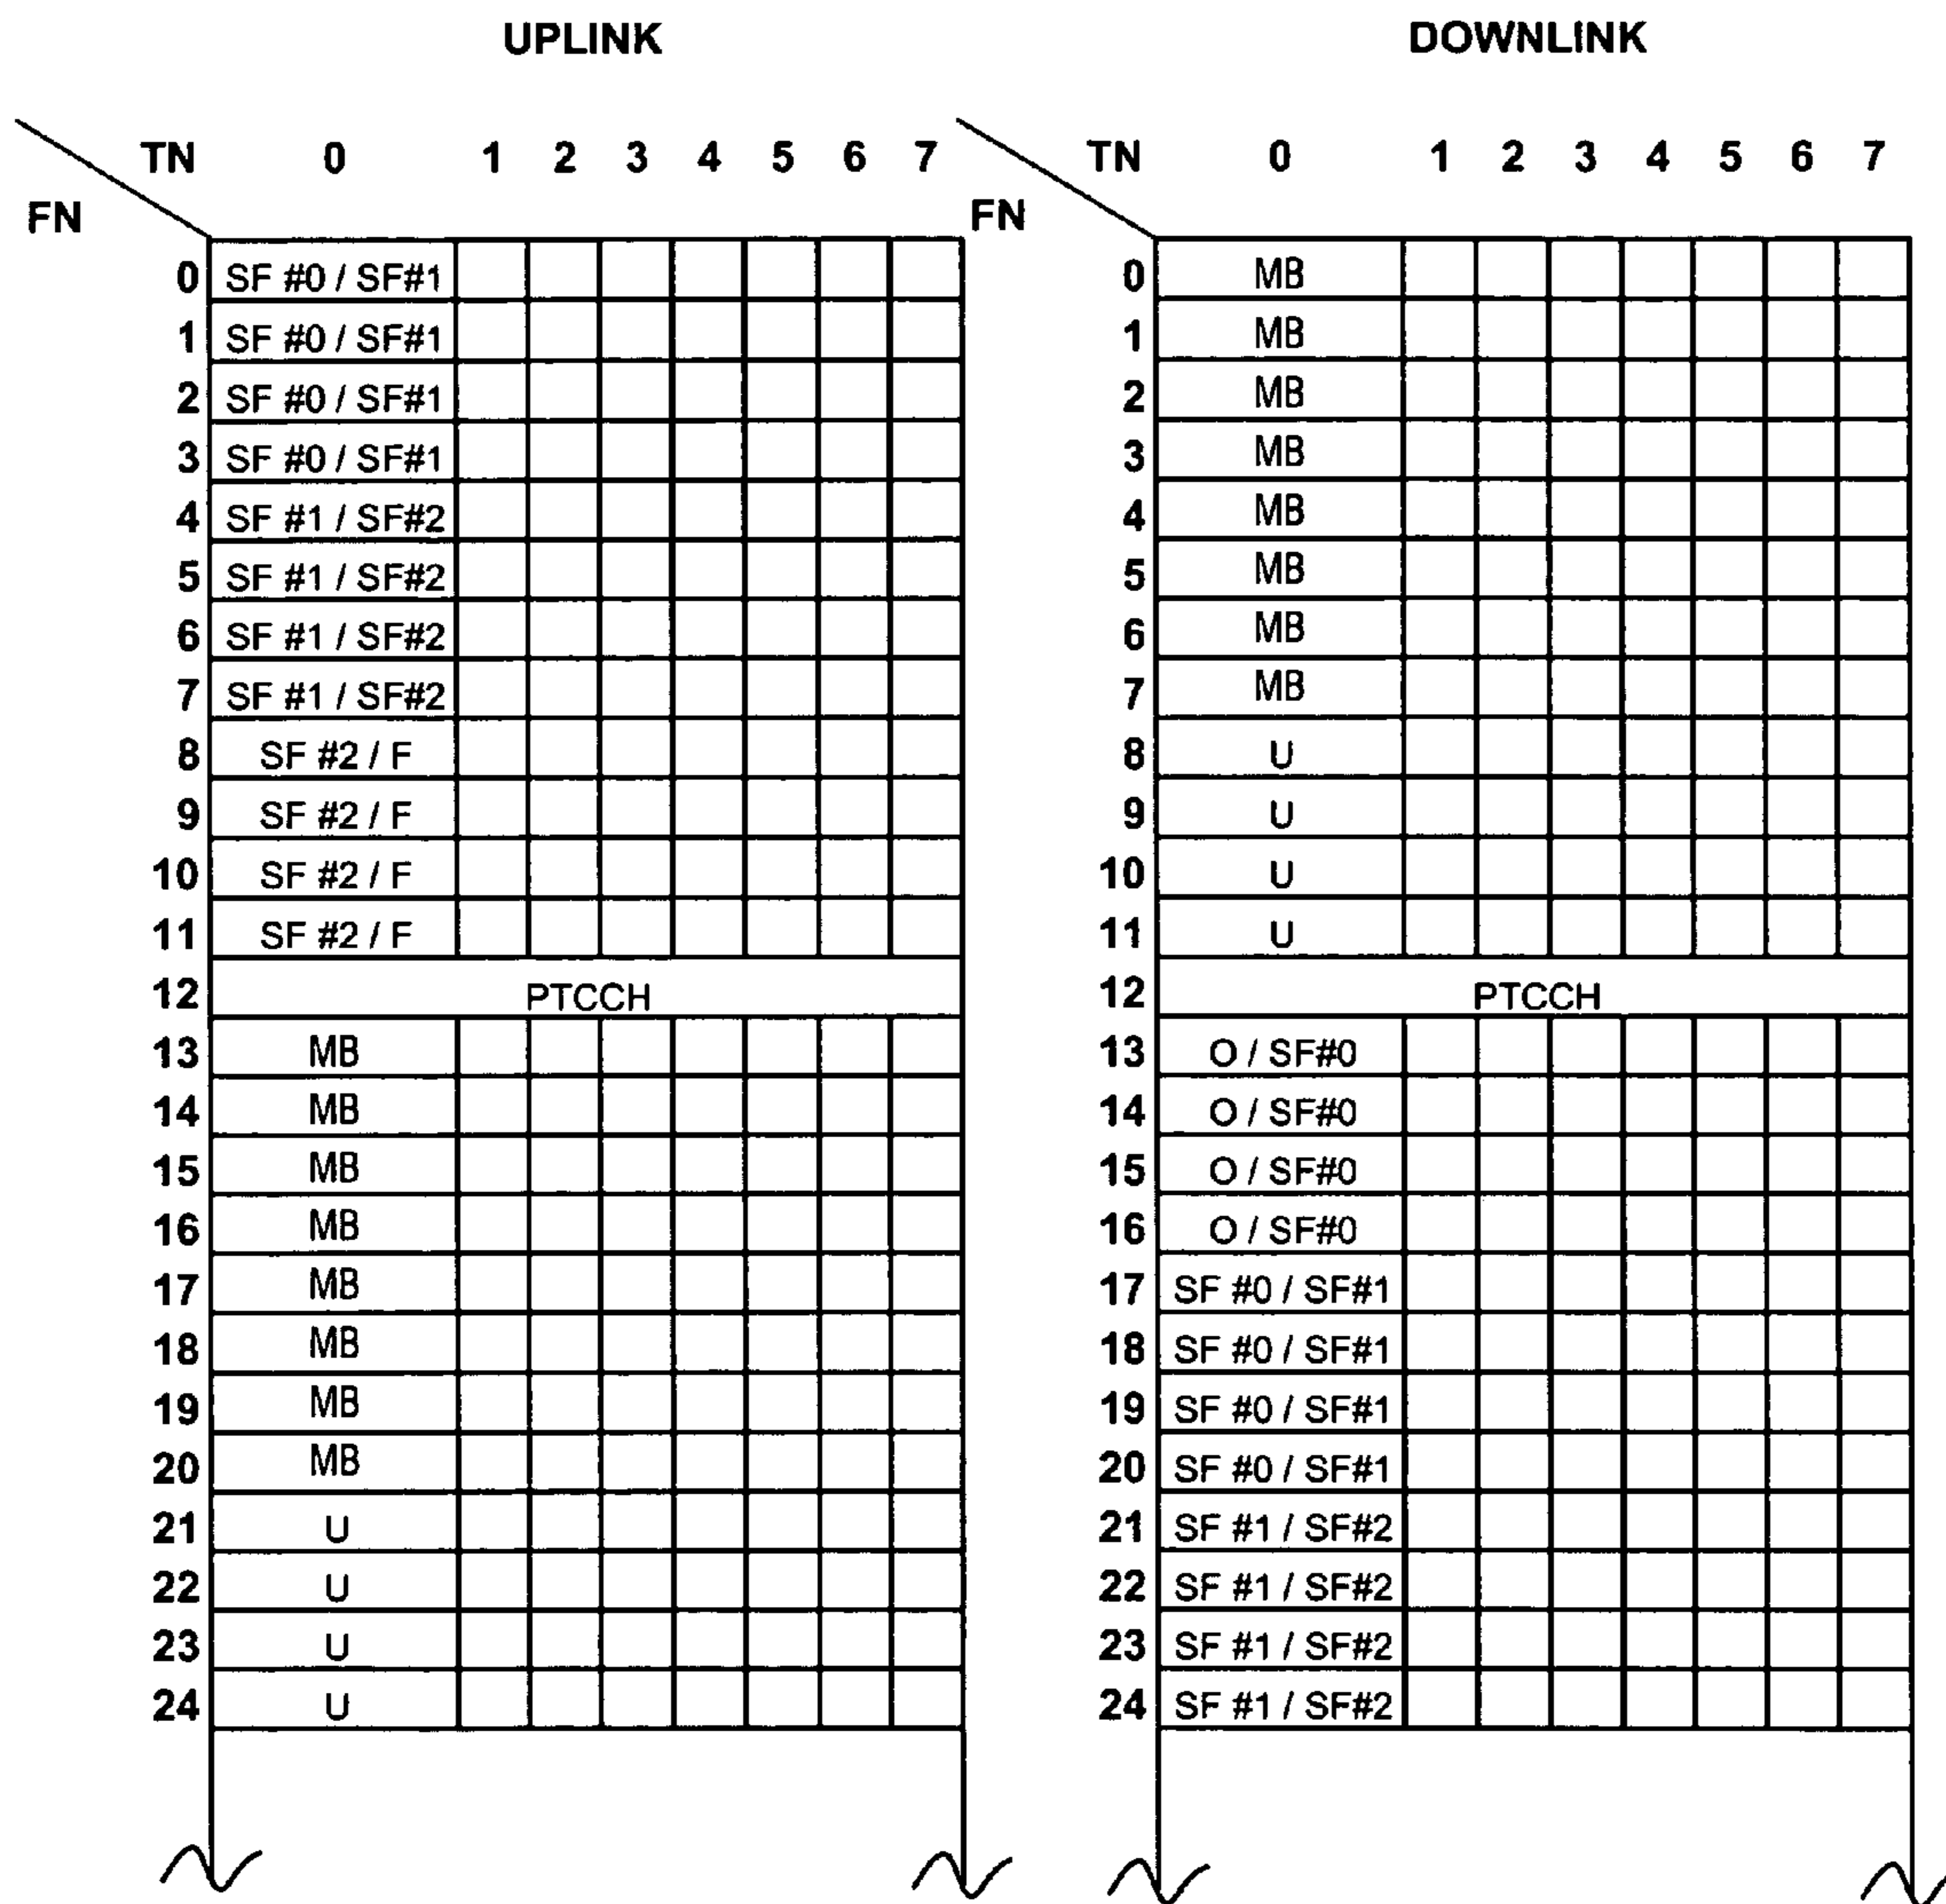 UPLINK DOWNLINK
TN 0 1 2 3 4 5 6 7 TN 0 1 2 3 4 5 6 7
FN FN
0 SF #0 / SF#1 0 MB
1 SF #0 / SF#1 1 MB
2 SF #0 / SF#1 2 MB
3 SF #0 / SF#1 3 MB
4 SF #1 / SF#2 4 MB
5 SF #1 / SF#2 5 MB
6 SF #1 / SF#2 6 MB
7 SF #1 / SF#2 7 MB
8 SF #2 / F 8 U
9 SF #2 / F 9 U
10 SF #2 / F 10 U
11 SF #2 / F 11 U
12 PTCCH 12 PTCCH
13 MB 13 O / SF#0
14 MB 14 O / SF#0
15 MB 15 O / SF#0
16 MB 16 O / SF#0
17 MB 17 SF #0 / SF#1
18 MB 18 SF #0 / SF#1
19 MB 19 SF #0 / SF#1
20 MB 20 SF #0 / SF#1
21 U 21 SF #1 / SF#2
22 U 22 SF #1 / SF#2
23 U 23 SF #1 / SF#2
24 U 24 SF #1 / SF#2